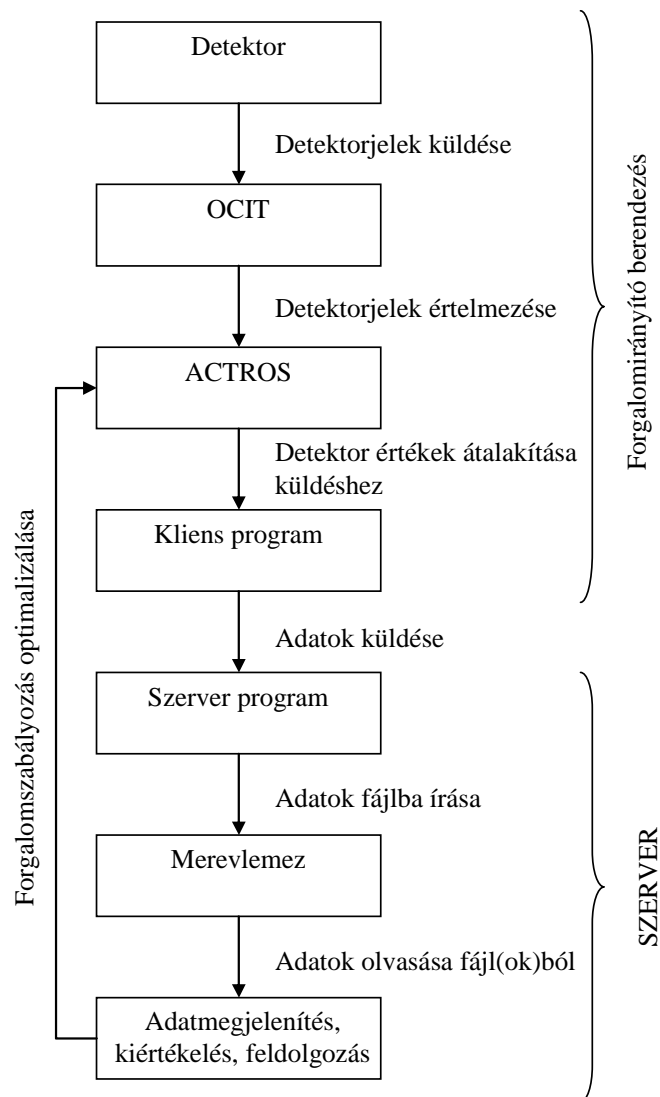 Detektor
Detektorjelek küldése
OCIT
Detektorjelek értelmezése
ACTROS
Detektor értékek átalakítása
küldéshez
Kliens program
Forgalomirányító berendezés
Adatok küldése
Szerver program
Adatok fájlba írása
Merevlemez
Adatok olvasása fájl(ok)ból
Adatmegjelenítés,
kiértékelés, feldolgozás
SZERVER
Forgalomszabályozás optimalizálása